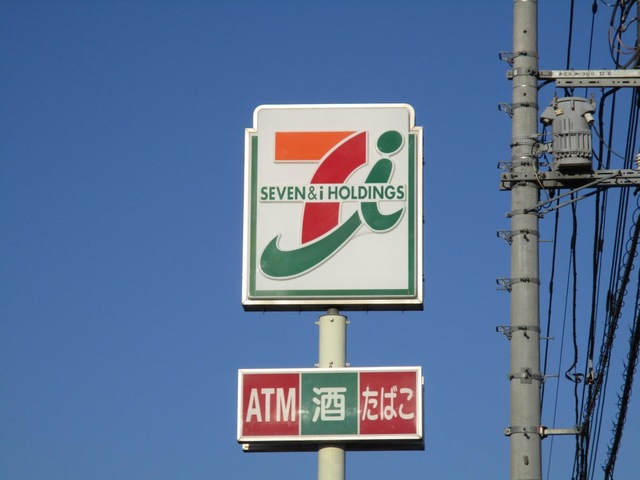 SEVEN & i HOLDINGS
ATM 酒 たばこ